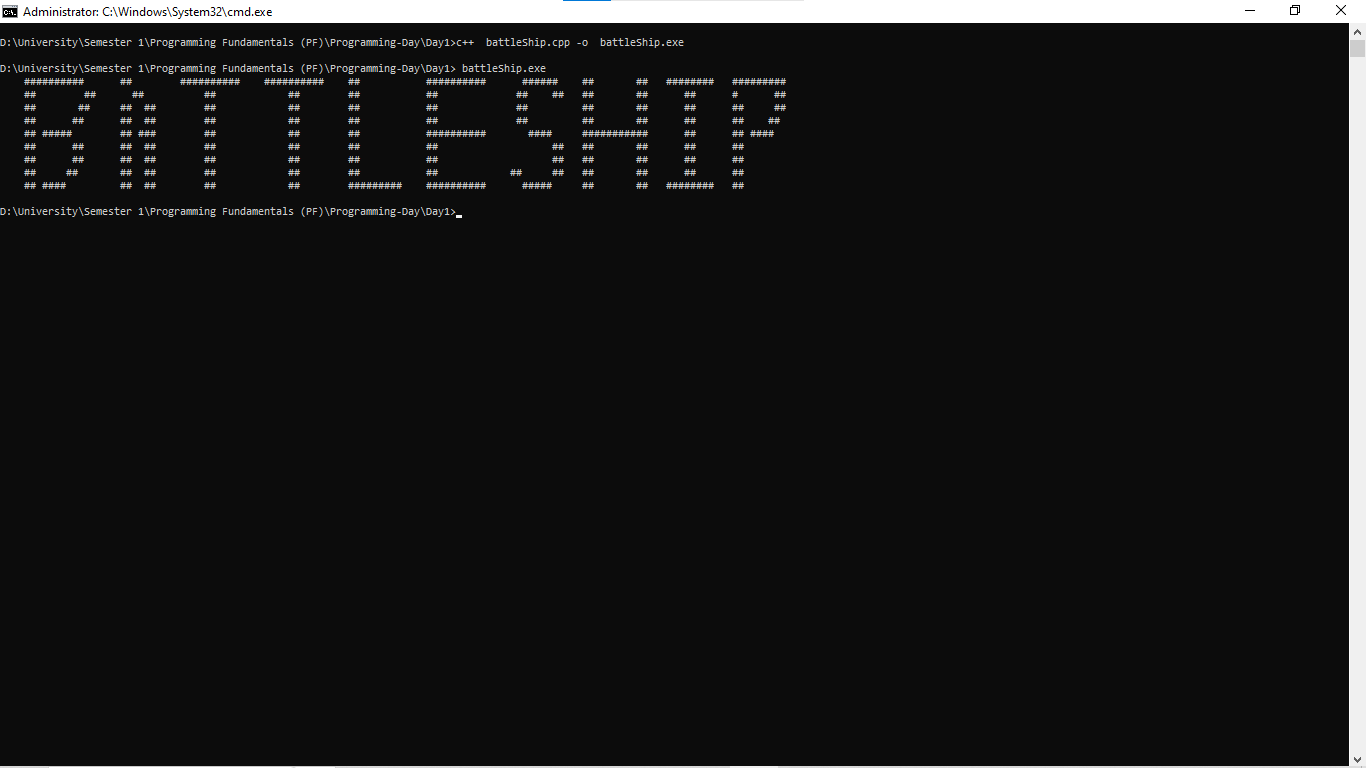 Administrator: C:\Windows\System32\cmd.exe
D:\University\Semester 1\Programming Fundamentals (PF)\Programming-Day\Day1>c++  battleShip.cpp -o  battleShip.exe
D:\University\Semester 1\Programming Fundamentals (PF)\Programming-Day\Day1> battleShip.exe
    ##########      ##        ##########    ##########    ##           ##########      ######    ##       ##   ########   #########
    ##        ##      ##          ##            ##        ##           ##             ##    ##   ##       ##      ##      #      ##
    ##       ##     ##  ##        ##            ##        ##           ##             ##         ##       ##      ##      ##     ##
    ##      ##      ##  ##        ##            ##        ##           ##             ##         ##       ##      ##      ##    ##
    ## #####        ## ###        ##            ##        ##           ##########       ####     ###########      ##      ## ####
    ##      ##      ##  ##        ##            ##        ##           ##                   ##   ##       ##      ##      ##
    ##      ##      ##  ##        ##            ##        ##           ##                   ##   ##       ##      ##      ##
    ##     ##       ##  ##        ##            ##        ##           ##            ##     ##   ##       ##      ##      ##
    ## ####         ##  ##        ##            ##        #########    ##########      #####     ##       ##   ########   ##
D:\University\Semester 1\Programming Fundamentals (PF)\Programming-Day\Day1>